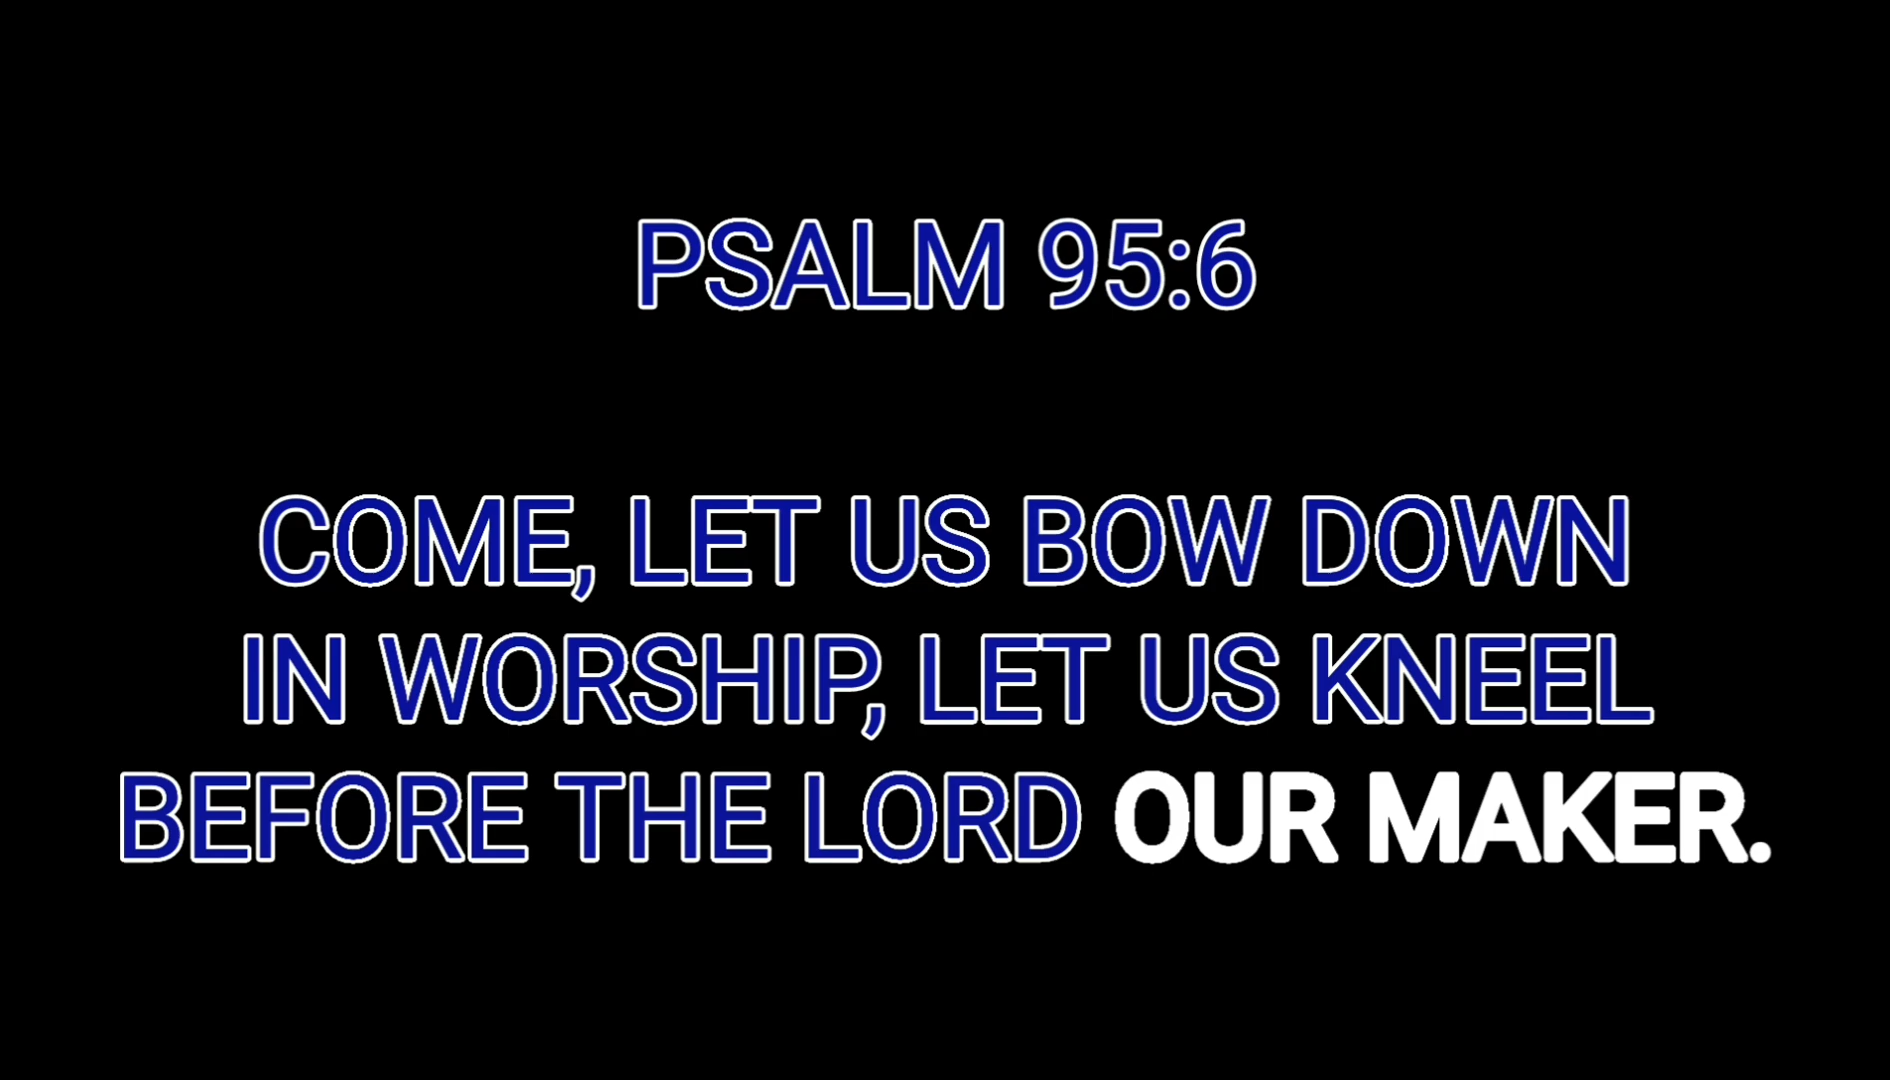 PSALM 95:6
COME, LET US BOW DOWN
IN WORSHIP, LET US KNEEL
BEFORE THE LORD OUR MAKER.